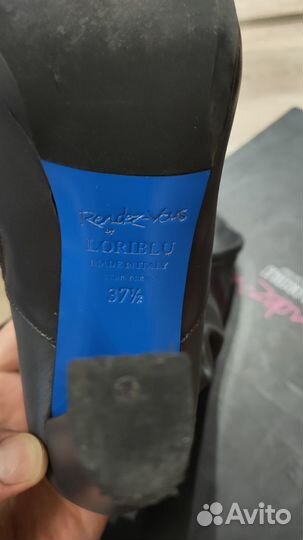 Rendez-Vous
by
LORIBLU
MADE IN ITALY
37½
Avito